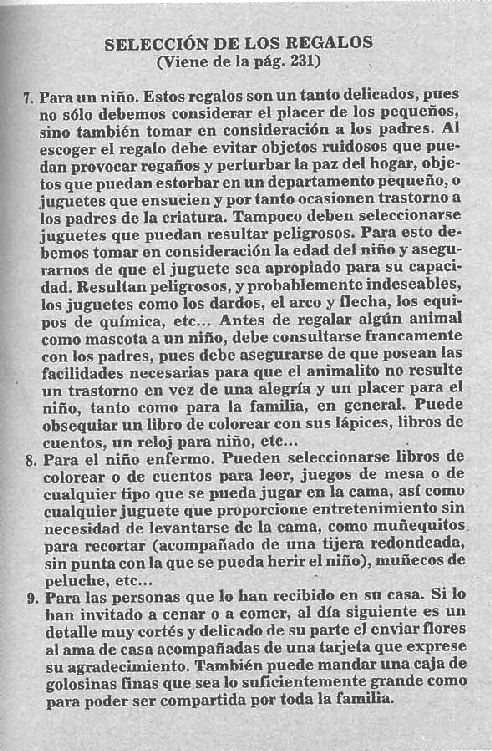 SELECCIÓN DE LOS REGALOS
(Viene de la pág. 231)
7. Para un niño. Estos regalos son un tanto delicados, pues
no sólo debemos considerar el placer de los pequeños,
sino también tomar en consideración a los padres. Al
escoger el regalo debe evitar objetos ruidosos que pue-
dan provocar regaños y perturbar la paz del hogar, obje-
tos que puedan estorbar en un departamento pequeño, o
juguetes que ensucien y por tanto ocasionen trastorno a
los padres de la criatura. Tampoco deben seleccionarse
juguetes que puedan resultar peligrosos. Para esto de-
bemos tomar en consideración la edad del niño y asegu-
rarnos de que el juguete sea apropiado para su capaci-
dad. Resultan peligrosos, y probablemente indeseables,
los juguetes como los dardos, el arco y flecha, los equi-
pos de química, etc... Antes de regalar algún animal
como mascota a un niño, debe consultarse francamente
con los padres, pues debe asegurarse de que posean las
facilidades necesarias para que el animalito no resulte
un trastorno en vez de una alegría y un placer para el
niño, tanto como para la familia, en general. Puede
obsequiar un libro de colorear con sus lápices, libros de
cuentos, un reloj para niño, etc...
8. Para el niño enfermo. Pueden seleccionarse libros de
colorear o de cuentos para leer, juegos de mesa o de
cualquier tipo que se pueda jugar en la cama, así como
cualquier juguete que proporcione entretenimiento sin
necesidad de levantarse de la cama, como muñequitos
para recortar (acompañado de una tijera redondeada,
sin punta con la que se pueda herir el niño), muñecos de
peluche, etc...
9. Para las personas que lo han recibido en su casa. Si lo
han invitado a cenar o a comer, al día siguiente es un
detalle muy cortés y delicado de su parte el enviar flores
al ama de casa acompañadas de una tarjeta que exprese
su agradecimiento. También puede mandar una caja de
golosinas finas que sea lo suficientemente grande como
para poder ser compartida por toda la familia.